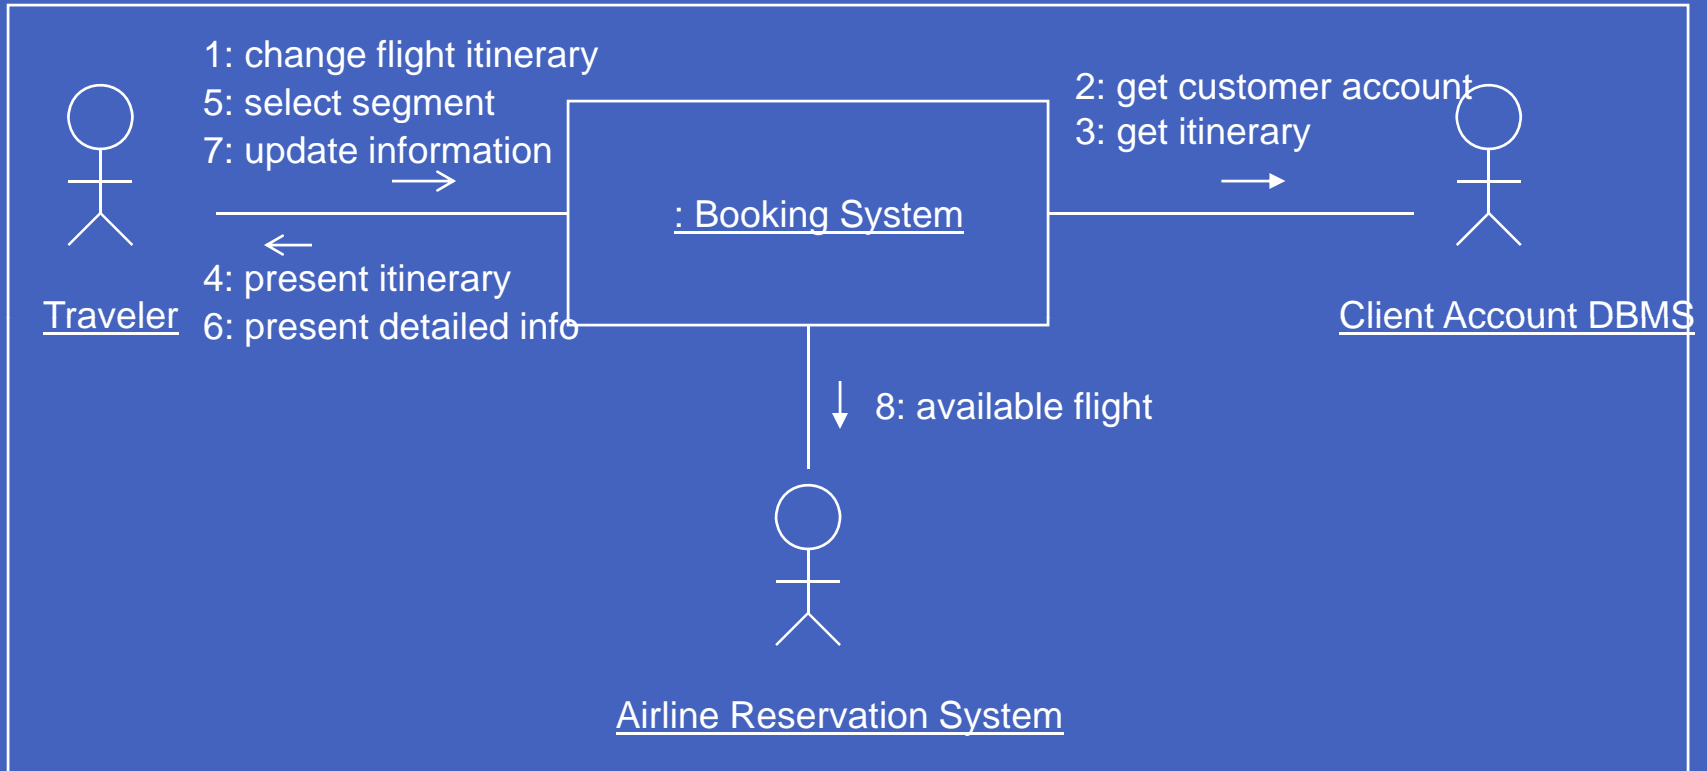 1: change flight itinerary
5: select segment
7: update information
2: get customer account
3: get itinerary
: Booking System
4: present itinerary
6: present detailed info
Traveler
Client Account DBMS
8: available flight
Airline Reservation System